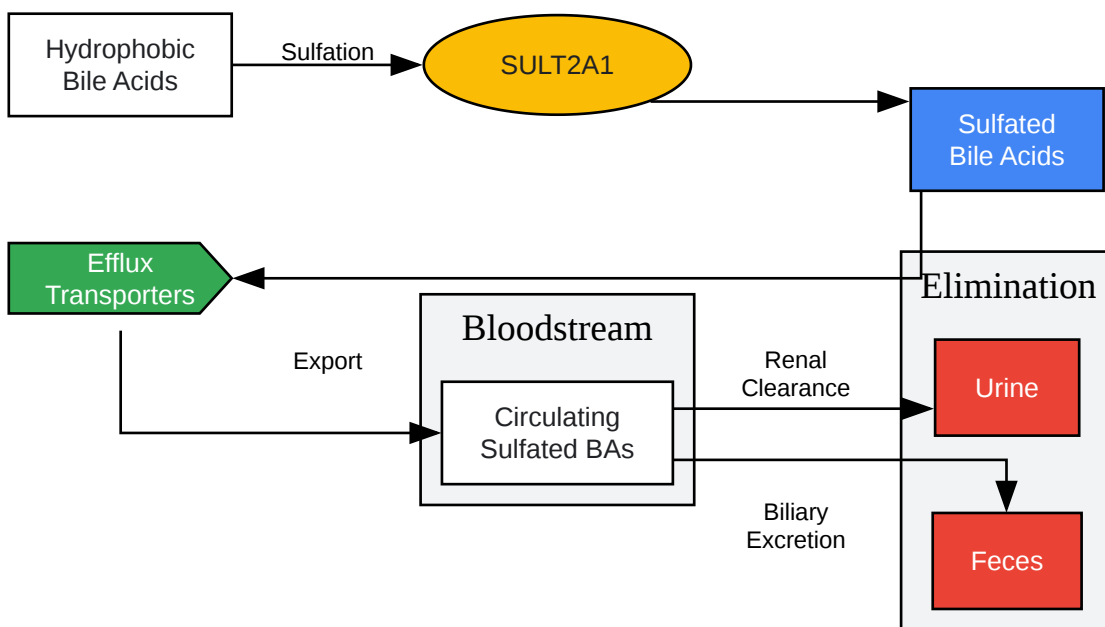 Hydrophobic
Bile Acids
Sulfation
SULT2A1
Sulfated
Bile Acids
Efflux
Transporters
Export
Bloodstream
Circulating
Sulfated BAs
Renal
Clearance
Biliary
Excretion
Elimination
Urine
Feces